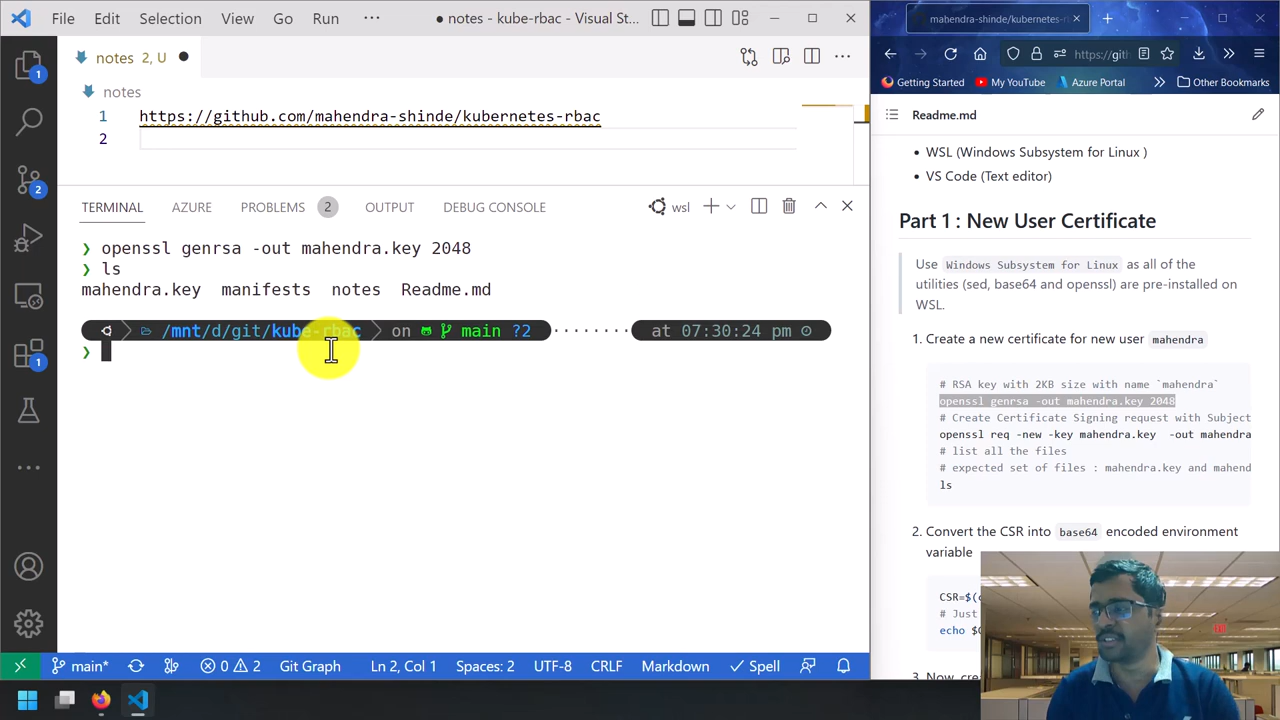 File Edit Selection View Go Run ··· ● notes - kube-rbac - Visual St...
notes 2, U ●
notes
1 https://github.com/mahendra-shinde/kubernetes-rbac
2
TERMINAL AZURE PROBLEMS 2 OUTPUT DEBUG CONSOLE wsl
❯ openssl genrsa -out mahendra.key 2048
❯ ls
mahendra.key manifests notes Readme.md
/mnt/d/git/kube-rbac on main ?2 ········ at 07:30:24 pm
❯
1
2
1
main* 0 2 Git Graph Ln 2, Col 1 Spaces: 2 UTF-8 CRLF Markdown Spell
mahendra-shinde/kubernetes-r
https://gith
Getting Started My YouTube Azure Portal Other Bookmarks
Readme.md
• WSL (Windows Subsystem for Linux )
• VS Code (Text editor)
Part 1 : New User Certificate
Use Windows Subsystem for Linux as all of the
utilities (sed, base64 and openssl) are pre-installed on
WSL.
1. Create a new certificate for new user mahendra
# RSA key with 2KB size with name `mahendra`
openssl genrsa -out mahendra.key 2048
# Create Certificate Signing request with Subject
openssl req -new -key mahendra.key -out mahendra
# list all the files
# expected set of files : mahendra.key and mahend
ls
2. Convert the CSR into base64 encoded environment
variable
CSR=$(
# Just
echo $
3. Now, cre